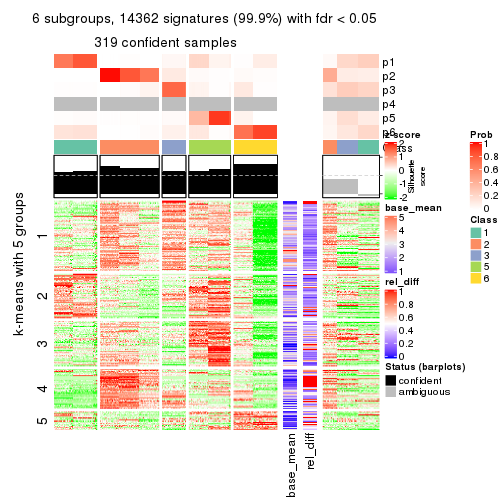 6 subgroups, 14362 signatures (99.9%) with fdr < 0.05
319 confident samples
p1
p2
p3
p4
p5
p6
Class
Silhouette
score
k-means with 5 groups
1
2
3
4
5
base_mean
rel_diff
z-score
2
1
0
-1
-2
base_mean
5
4
3
2
1
rel_diff
1
0.8
0.6
0.4
0.2
0
Status (barplots)
confident
ambiguous
Prob
1
0.8
0.6
0.4
0.2
0
Class
1
2
3
5
6